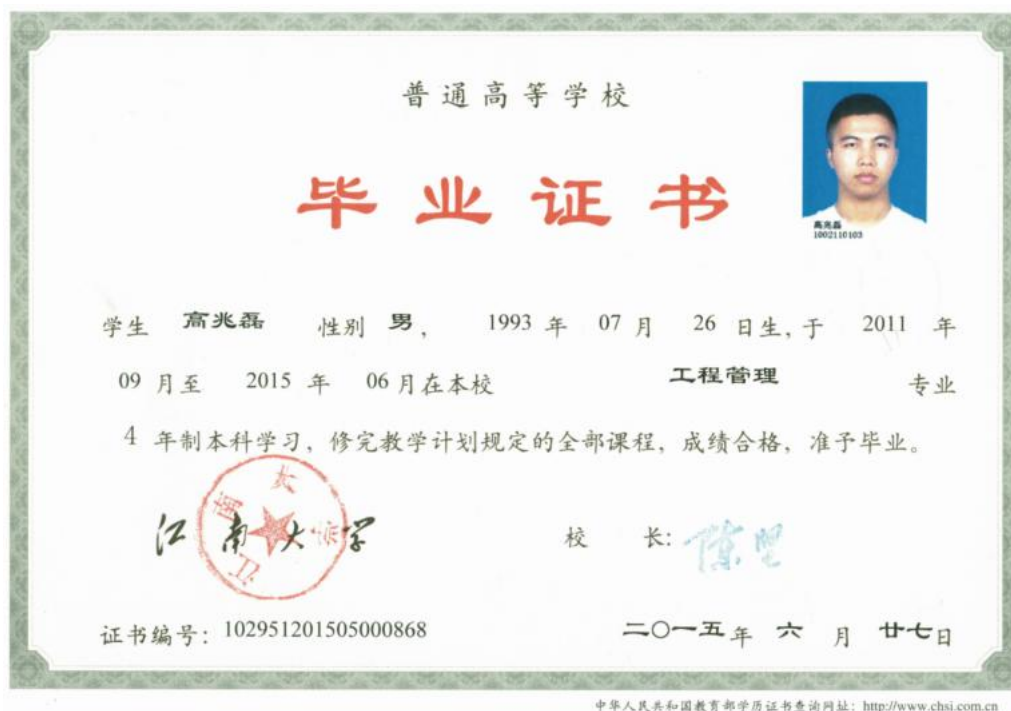 普通高等学校
毕业证书
高兆磊
1002110103
学生 高兆磊 性别 男， 1993 年 07 月 26 日生，于 2011 年
09 月至 2015 年 06 月在本校 工程管理 专业
4 年制本科学习，修完教学计划规定的全部课程，成绩合格，准予毕业。
江南大学
江南大学
校 长：陈坚
证书编号：102951201505000868
二〇一五年 六 月 廿七日
中华人民共和国教育部学历证书查询网址：http://www.chsi.com.cn